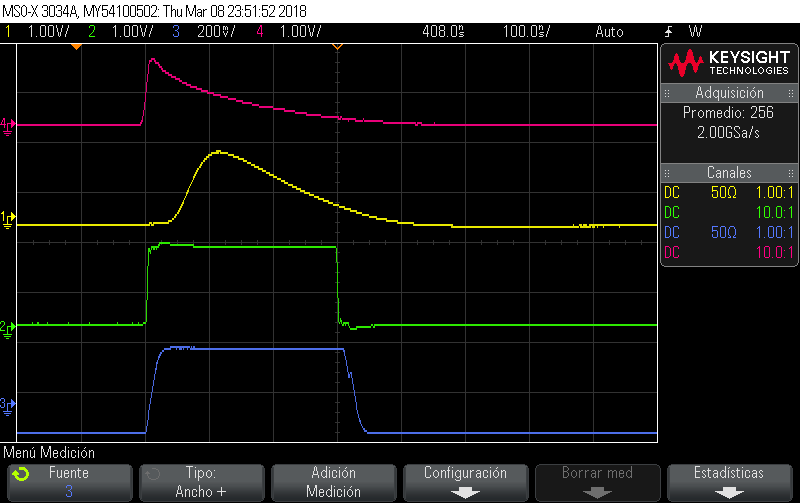 MSO-X 3034A, MY54100502: Thu Mar 08 23:51:52 2018
1 1.00V/ 2 1.00V/ 3 200mV/ 4 1.00V/ 408.0ns 100.0ns/ Auto W
KEYSIGHT
TECHNOLOGIES
Adquisición
Promedio: 256
2.00GSa/s
Canales
DC 50Ω 1.00:1
DC 10.0:1
DC 50Ω 1.00:1
DC 10.0:1
4
1
2
3
Menú Medición
Fuente
3
Tipo:
Ancho +
Adición
Medición
Configuración
Borrar med
Estadísticas